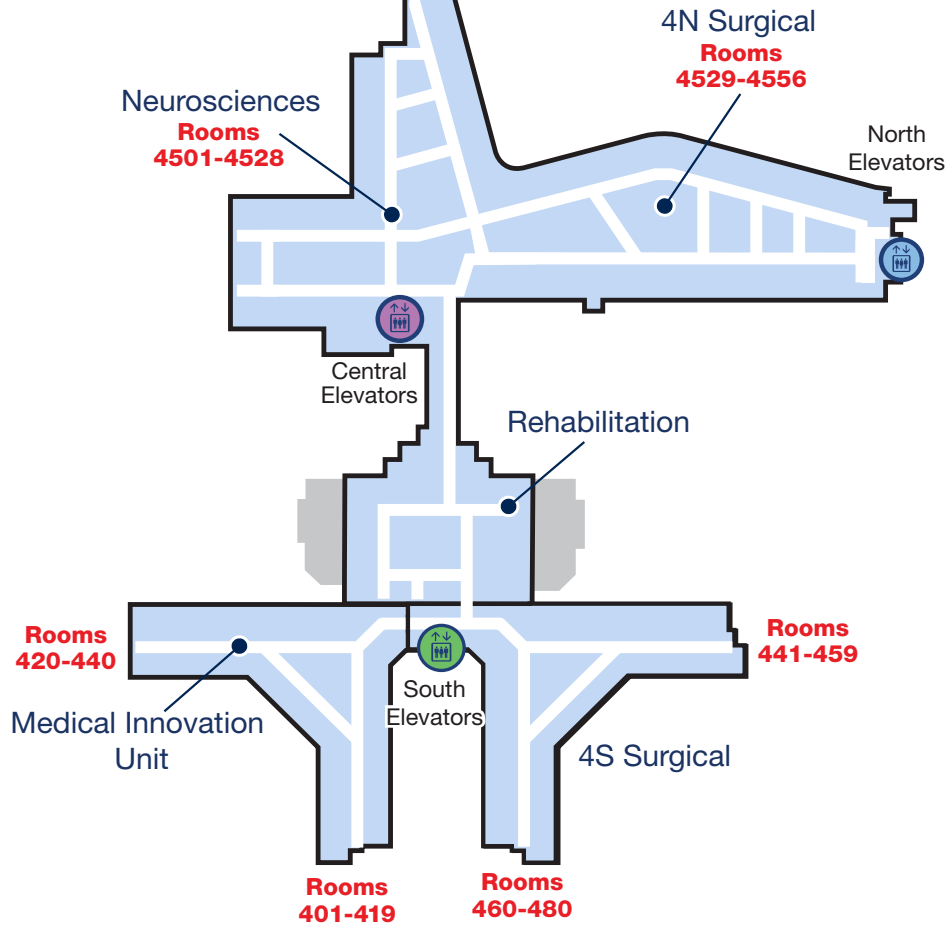 4N Surgical
Rooms
4529-4556
Neurosciences
Rooms
4501-4528
North
Elevators
Central
Elevators
Rehabilitation
Rooms
420-440
Rooms
441-459
South
Elevators
Medical Innovation
Unit
4S Surgical
Rooms
401-419
Rooms
460-480